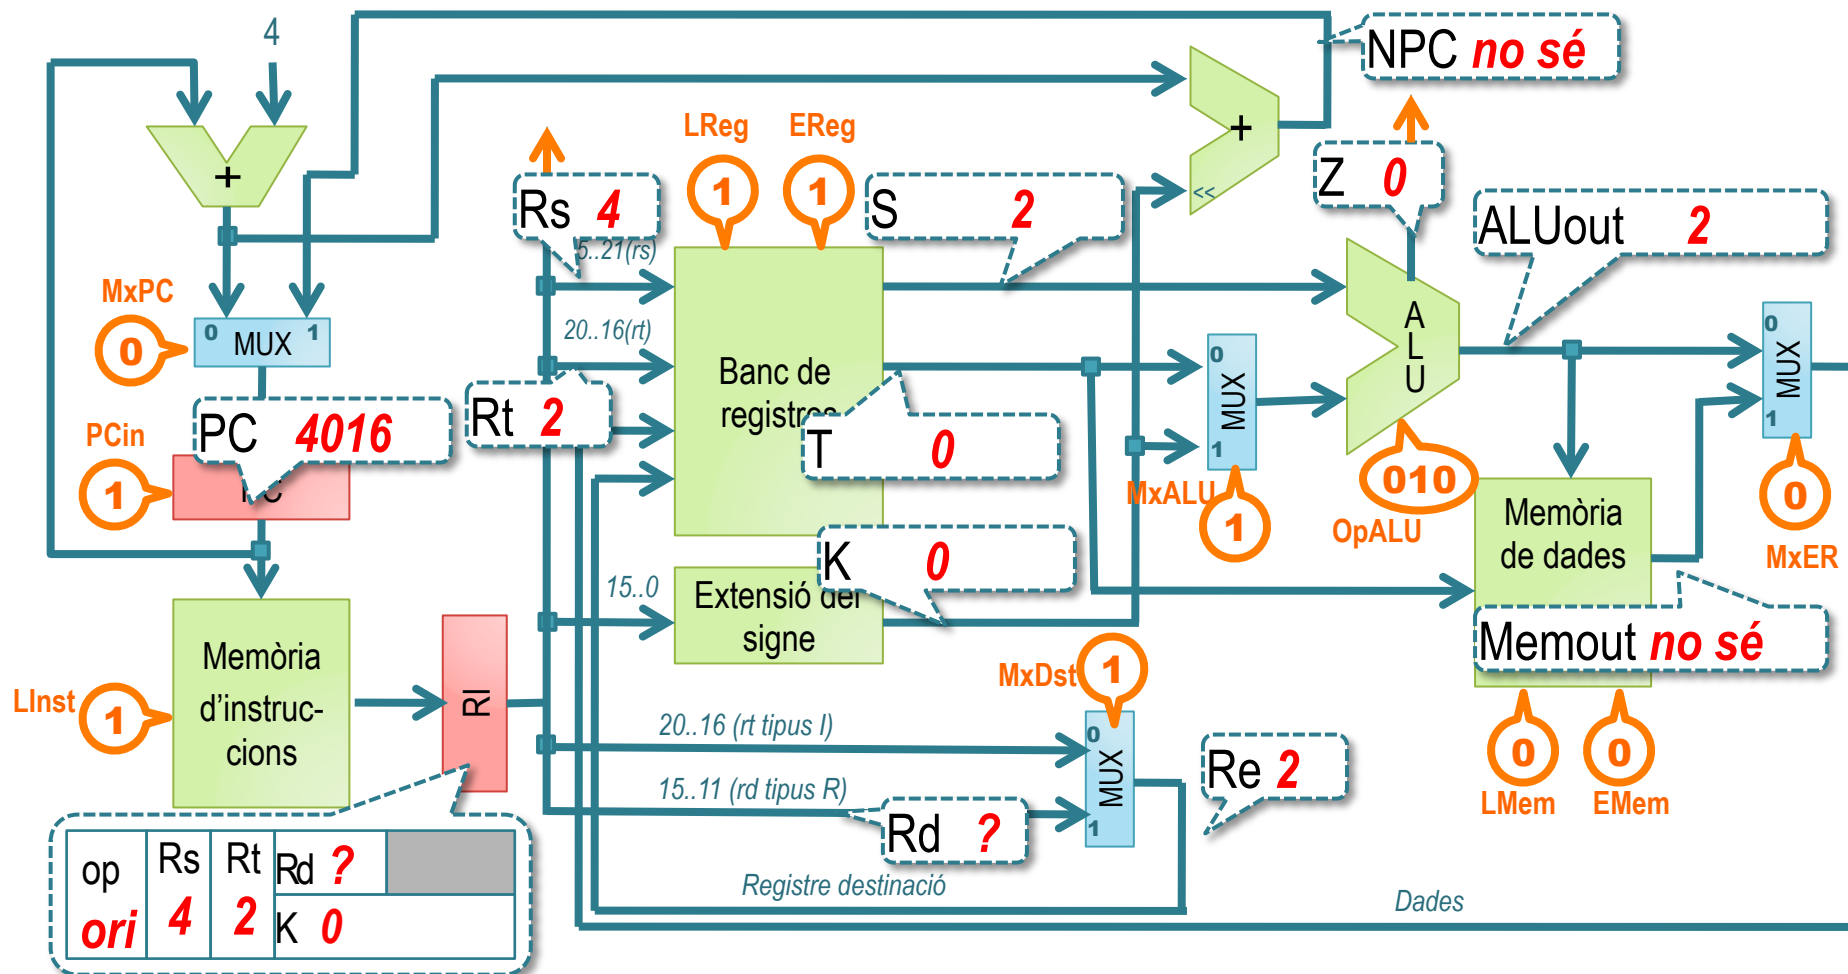 4
NPC no sé
LReg
EReg
1
1
+
+
<<
Rs 4
S 2
Z 0
ALUout 2
5..21(rs)
MxPC
0
0 MUX 1
20..16(rt)
Banc de
registres
ALU
0
MUX
1
0
MUX
1
PCin
1
PC 4016
Rt 2
T 0
MxALU
1
010
OpALU
0
MxER
Memòria
de dades
K 0
15..0
Extensió del
signe
Memout no sé
Memòria
d'instruc-
cions
LInst
1
RI
MxDst
1
20..16 (rt tipus I)
0
MUX
1
Re 2
0
0
LMem
EMem
15..11 (rd tipus R)
Rd ?
op
ori
Rs
4
Rt
2
Rd ?
K 0
Registre destinació
Dades